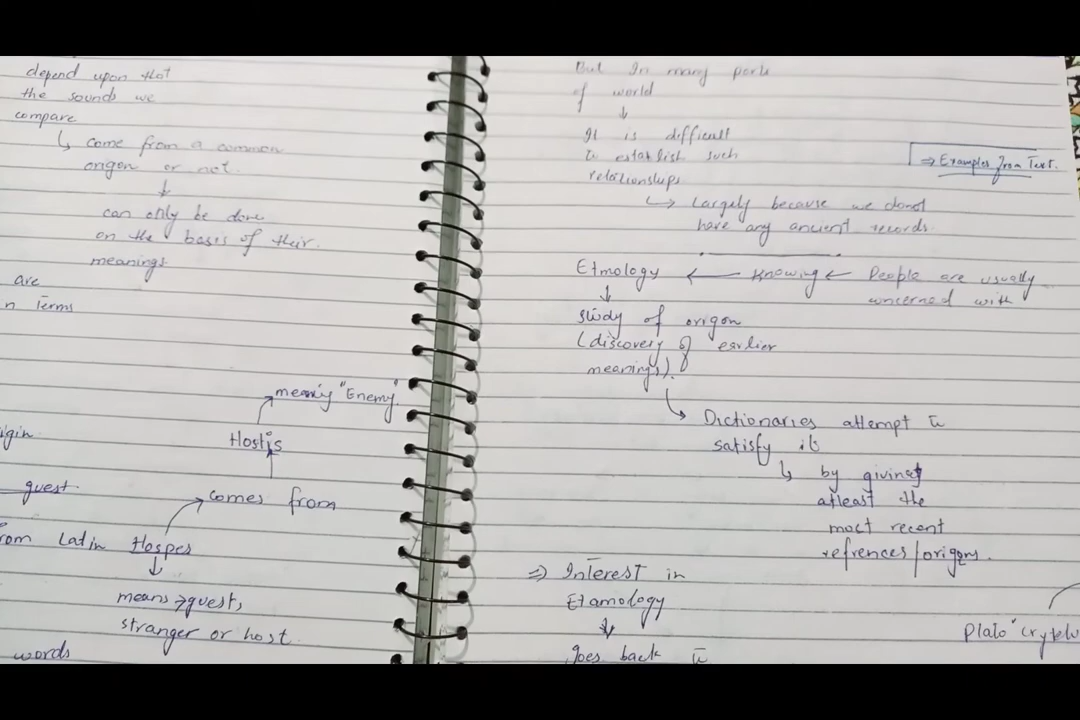 depend upon that
the sounds we
compare
↳ come from a common
origon or not.
↓
can only be done
on the basis of their
meanings
are
n Terms
meanig "Enemy"
Hostis
igin
guest
comes from
rom Latin Hospes
↓
means → guest,
stranger or host.
words
But In many parts
of world
↓
It is difficult
to establish such
relationships
⇒ Examples from Text.
↳ Largely because we donot
have any ancient records.
Etmology ← Knowing ← People are usually
concerned with
↓
study of origon
(discovery of earlier
meanings).
↳ Dictionaries attempt to
satisfy it
↳ by giving
atleast the
most recent
refrences/origons.
⇒ Interest in
Etamology
↓
Goes back to
Plato